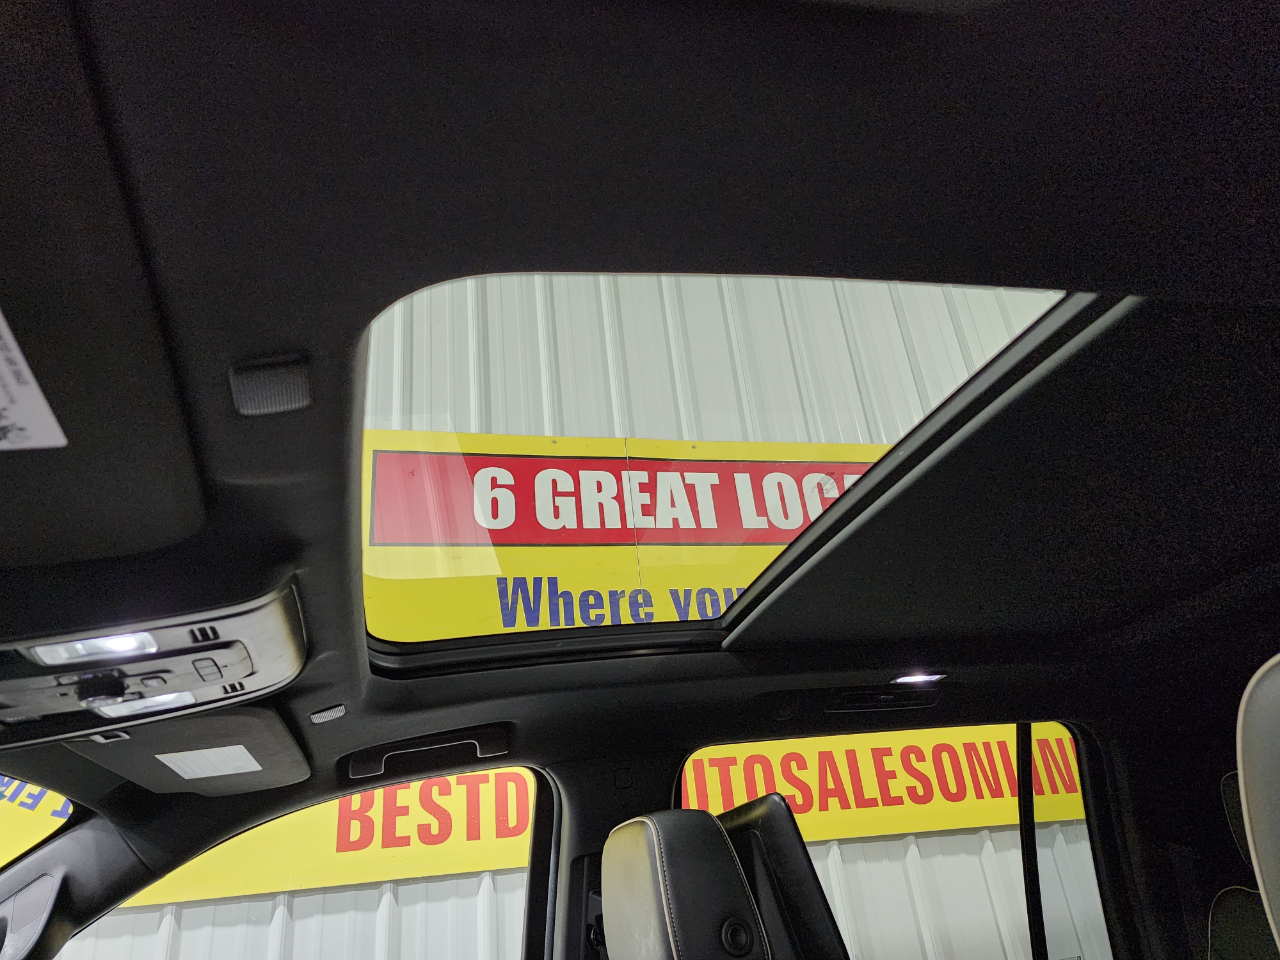 6 GREAT LOC
Where you
BESTD
UTOSALESONLIN